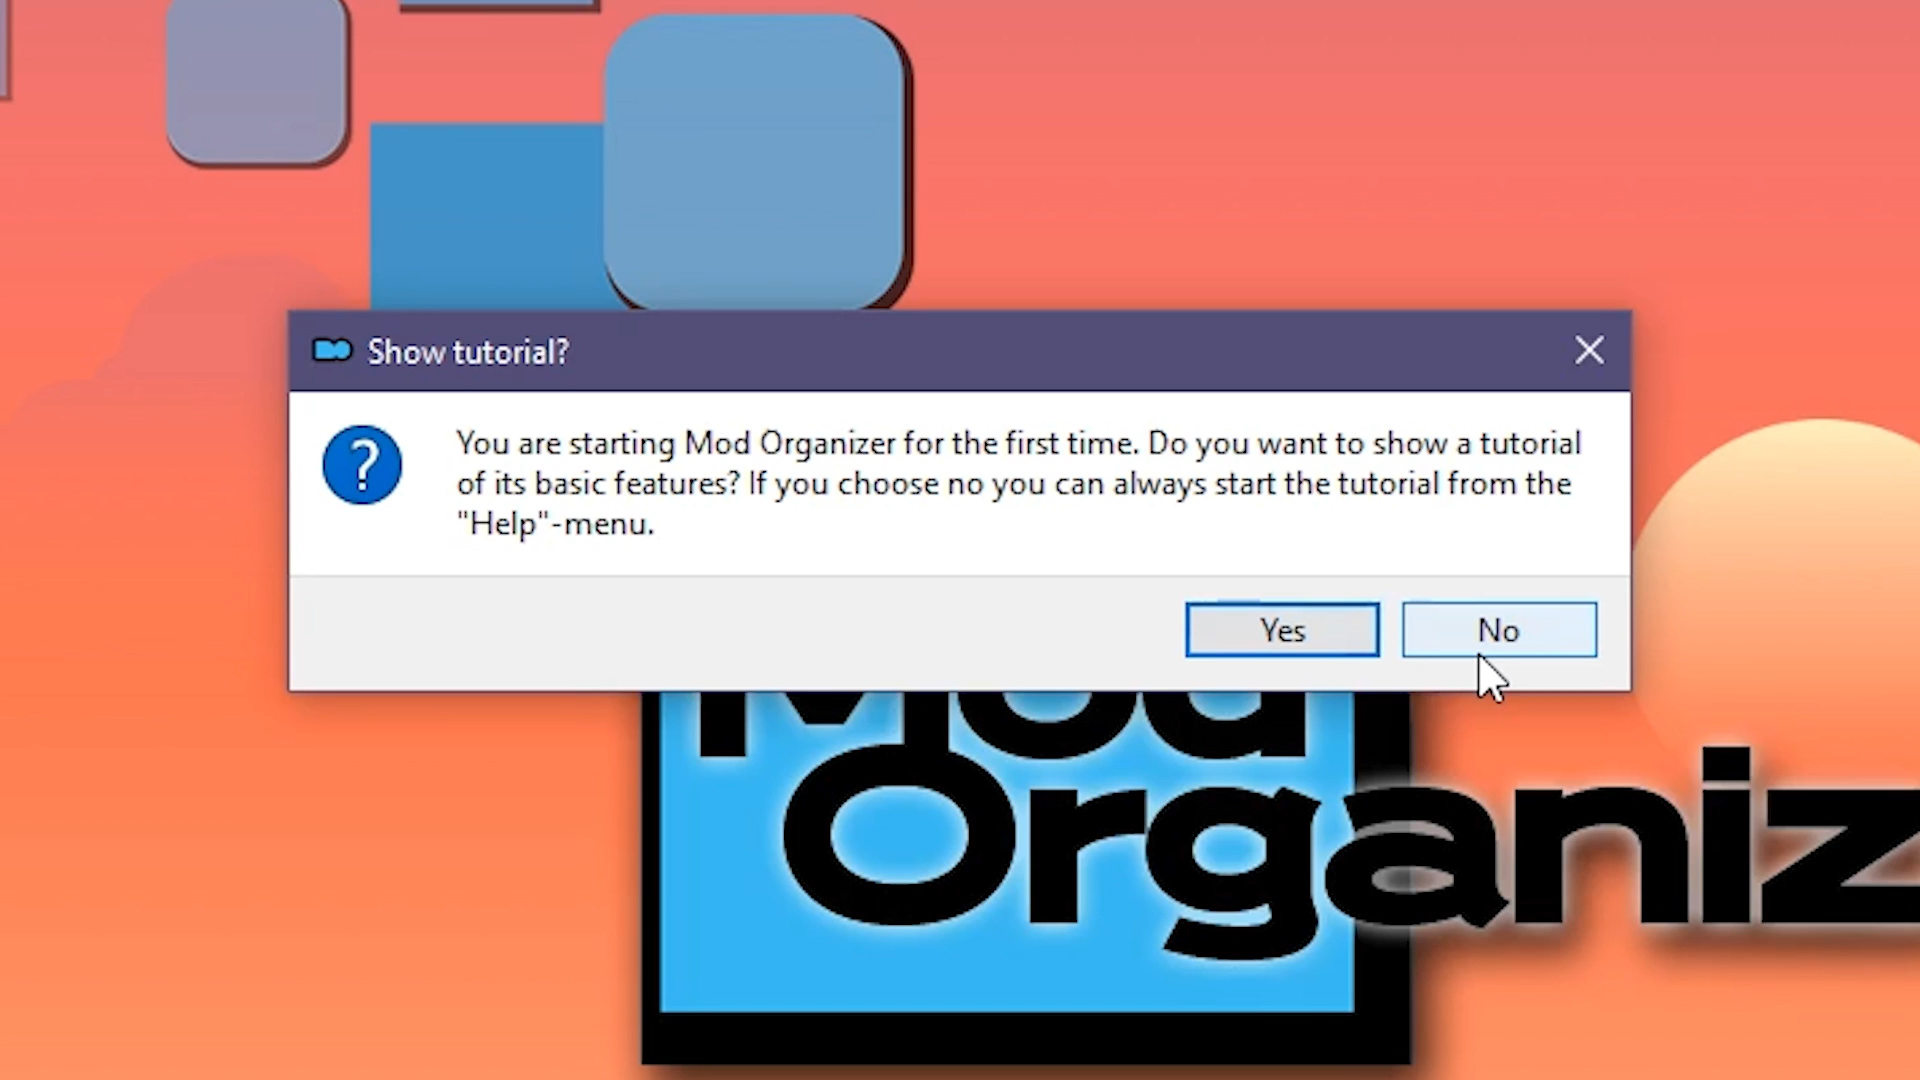 Show tutorial?
You are starting Mod Organizer for the first time. Do you want to show a tutorial
of its basic features? If you choose no you can always start the tutorial from the
"Help"-menu.
Yes
No
Mod
Organiz